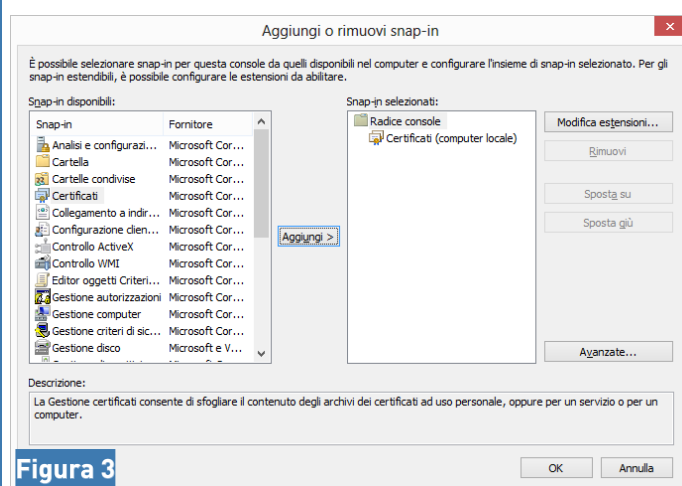 Aggiungi o rimuovi snap-in
È possibile selezionare snap-in per questa console da quelli disponibili nel computer e configurare l'insieme di snap-in selezionato. Per gli
snap-in estendibili, è possibile configurare le estensioni da abilitare.
Snap-in disponibili:
Snap-in Fornitore
Analisi e configurazi... Microsoft Cor...
Cartella Microsoft Cor...
Cartelle condivise Microsoft Cor...
Certificati Microsoft Cor...
Collegamento a indir... Microsoft Cor...
Configurazione clien... Microsoft Cor...
Controllo ActiveX Microsoft Cor...
Controllo WMI Microsoft Cor...
Editor oggetti Criteri... Microsoft Cor...
Gestione autorizzazioni Microsoft Cor...
Gestione computer Microsoft Cor...
Gestione criteri di sic... Microsoft Cor...
Gestione disco Microsoft e V...
Aggiungi >
Snap-in selezionati:
Radice console
Certificati (computer locale)
Modifica estensioni...
Rimuovi
Sposta su
Sposta giù
Avanzate...
Descrizione:
La Gestione certificati consente di sfogliare il contenuto degli archivi dei certificati ad uso personale, oppure per un servizio o per un
computer.
Figura 3
OK
Annulla